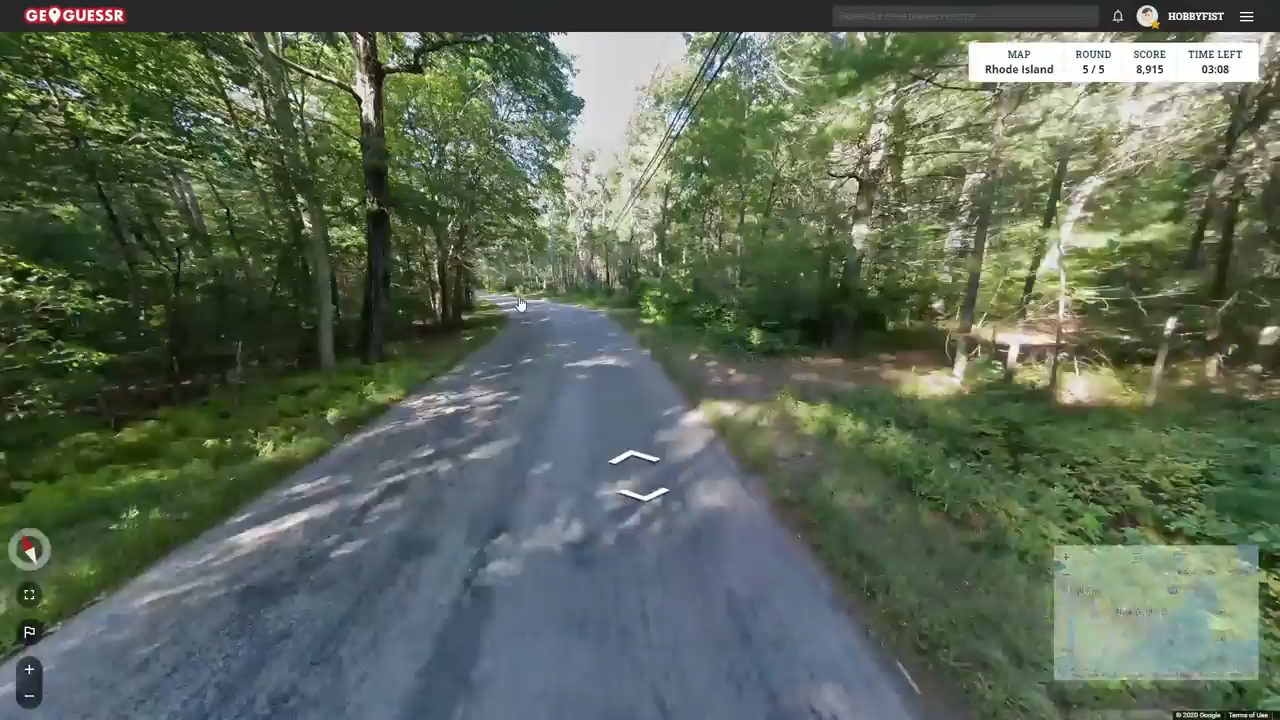 GEOGUESSR
HOBBYFIST
MAP
Rhode Island
ROUND
5 / 5
SCORE
8,915
TIME LEFT
03:08
© 2020 Google
Terms of Use